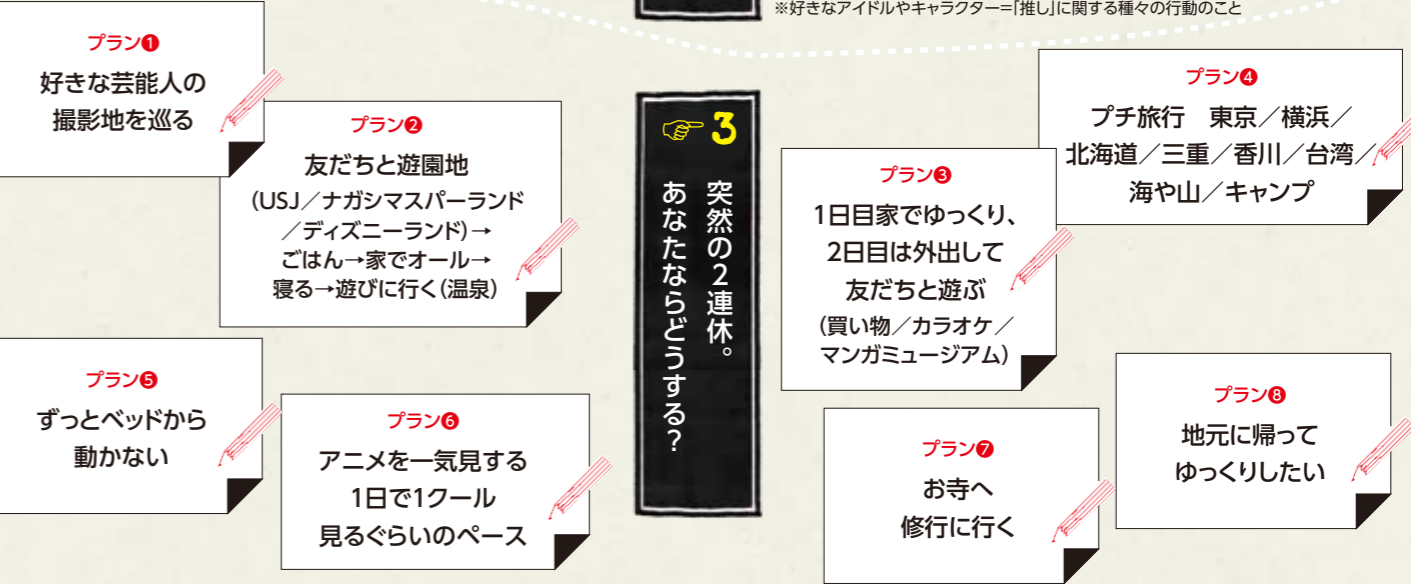 ※好きなアイドルやキャラクター=「推し」に関する種々の行動のこと
☞3
突然の2連休。
あなたならどうする?
プラン❶
好きな芸能人の
撮影地を巡る
プラン❷
友だちと遊園地
(USJ/ナガシマスパーランド
/ディズニーランド)→
ごはん→家でオール→
寝る→遊びに行く(温泉)
プラン❸
1日目家でゆっくり、
2日目は外出して
友だちと遊ぶ
(買い物/カラオケ/
マンガミュージアム)
プラン❹
プチ旅行 東京/横浜/
北海道/三重/香川/台湾/
海や山/キャンプ
プラン❺
ずっとベッドから
動かない
プラン❻
アニメを一気見する
1日で1クール
見るぐらいのペース
プラン❼
お寺へ
修行に行く
プラン❽
地元に帰って
ゆっくりしたい